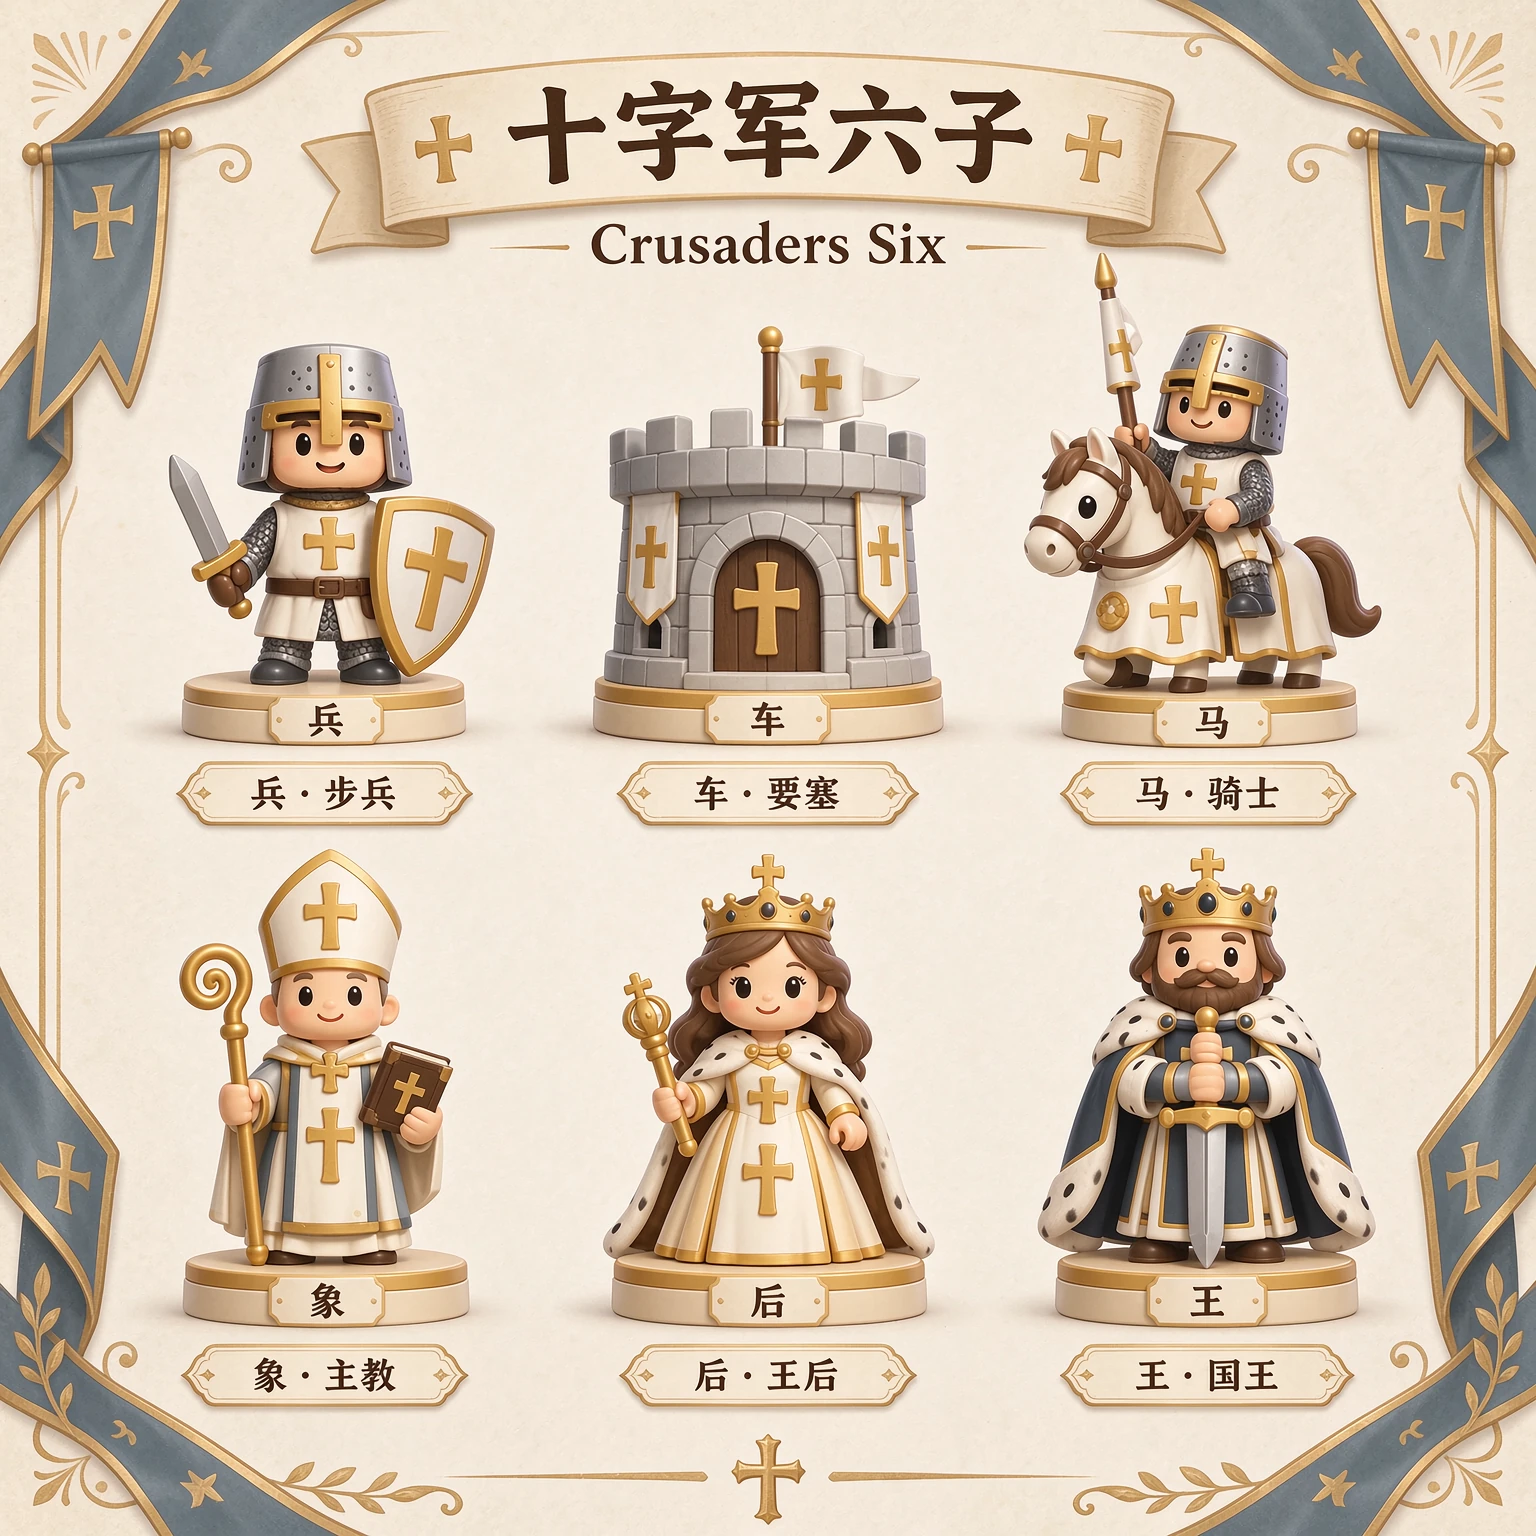 十字军六子
Crusaders Six
兵
车
马
兵·步兵
车·要塞
马·骑士
象
后
王
象·主教
后·王后
王·国王